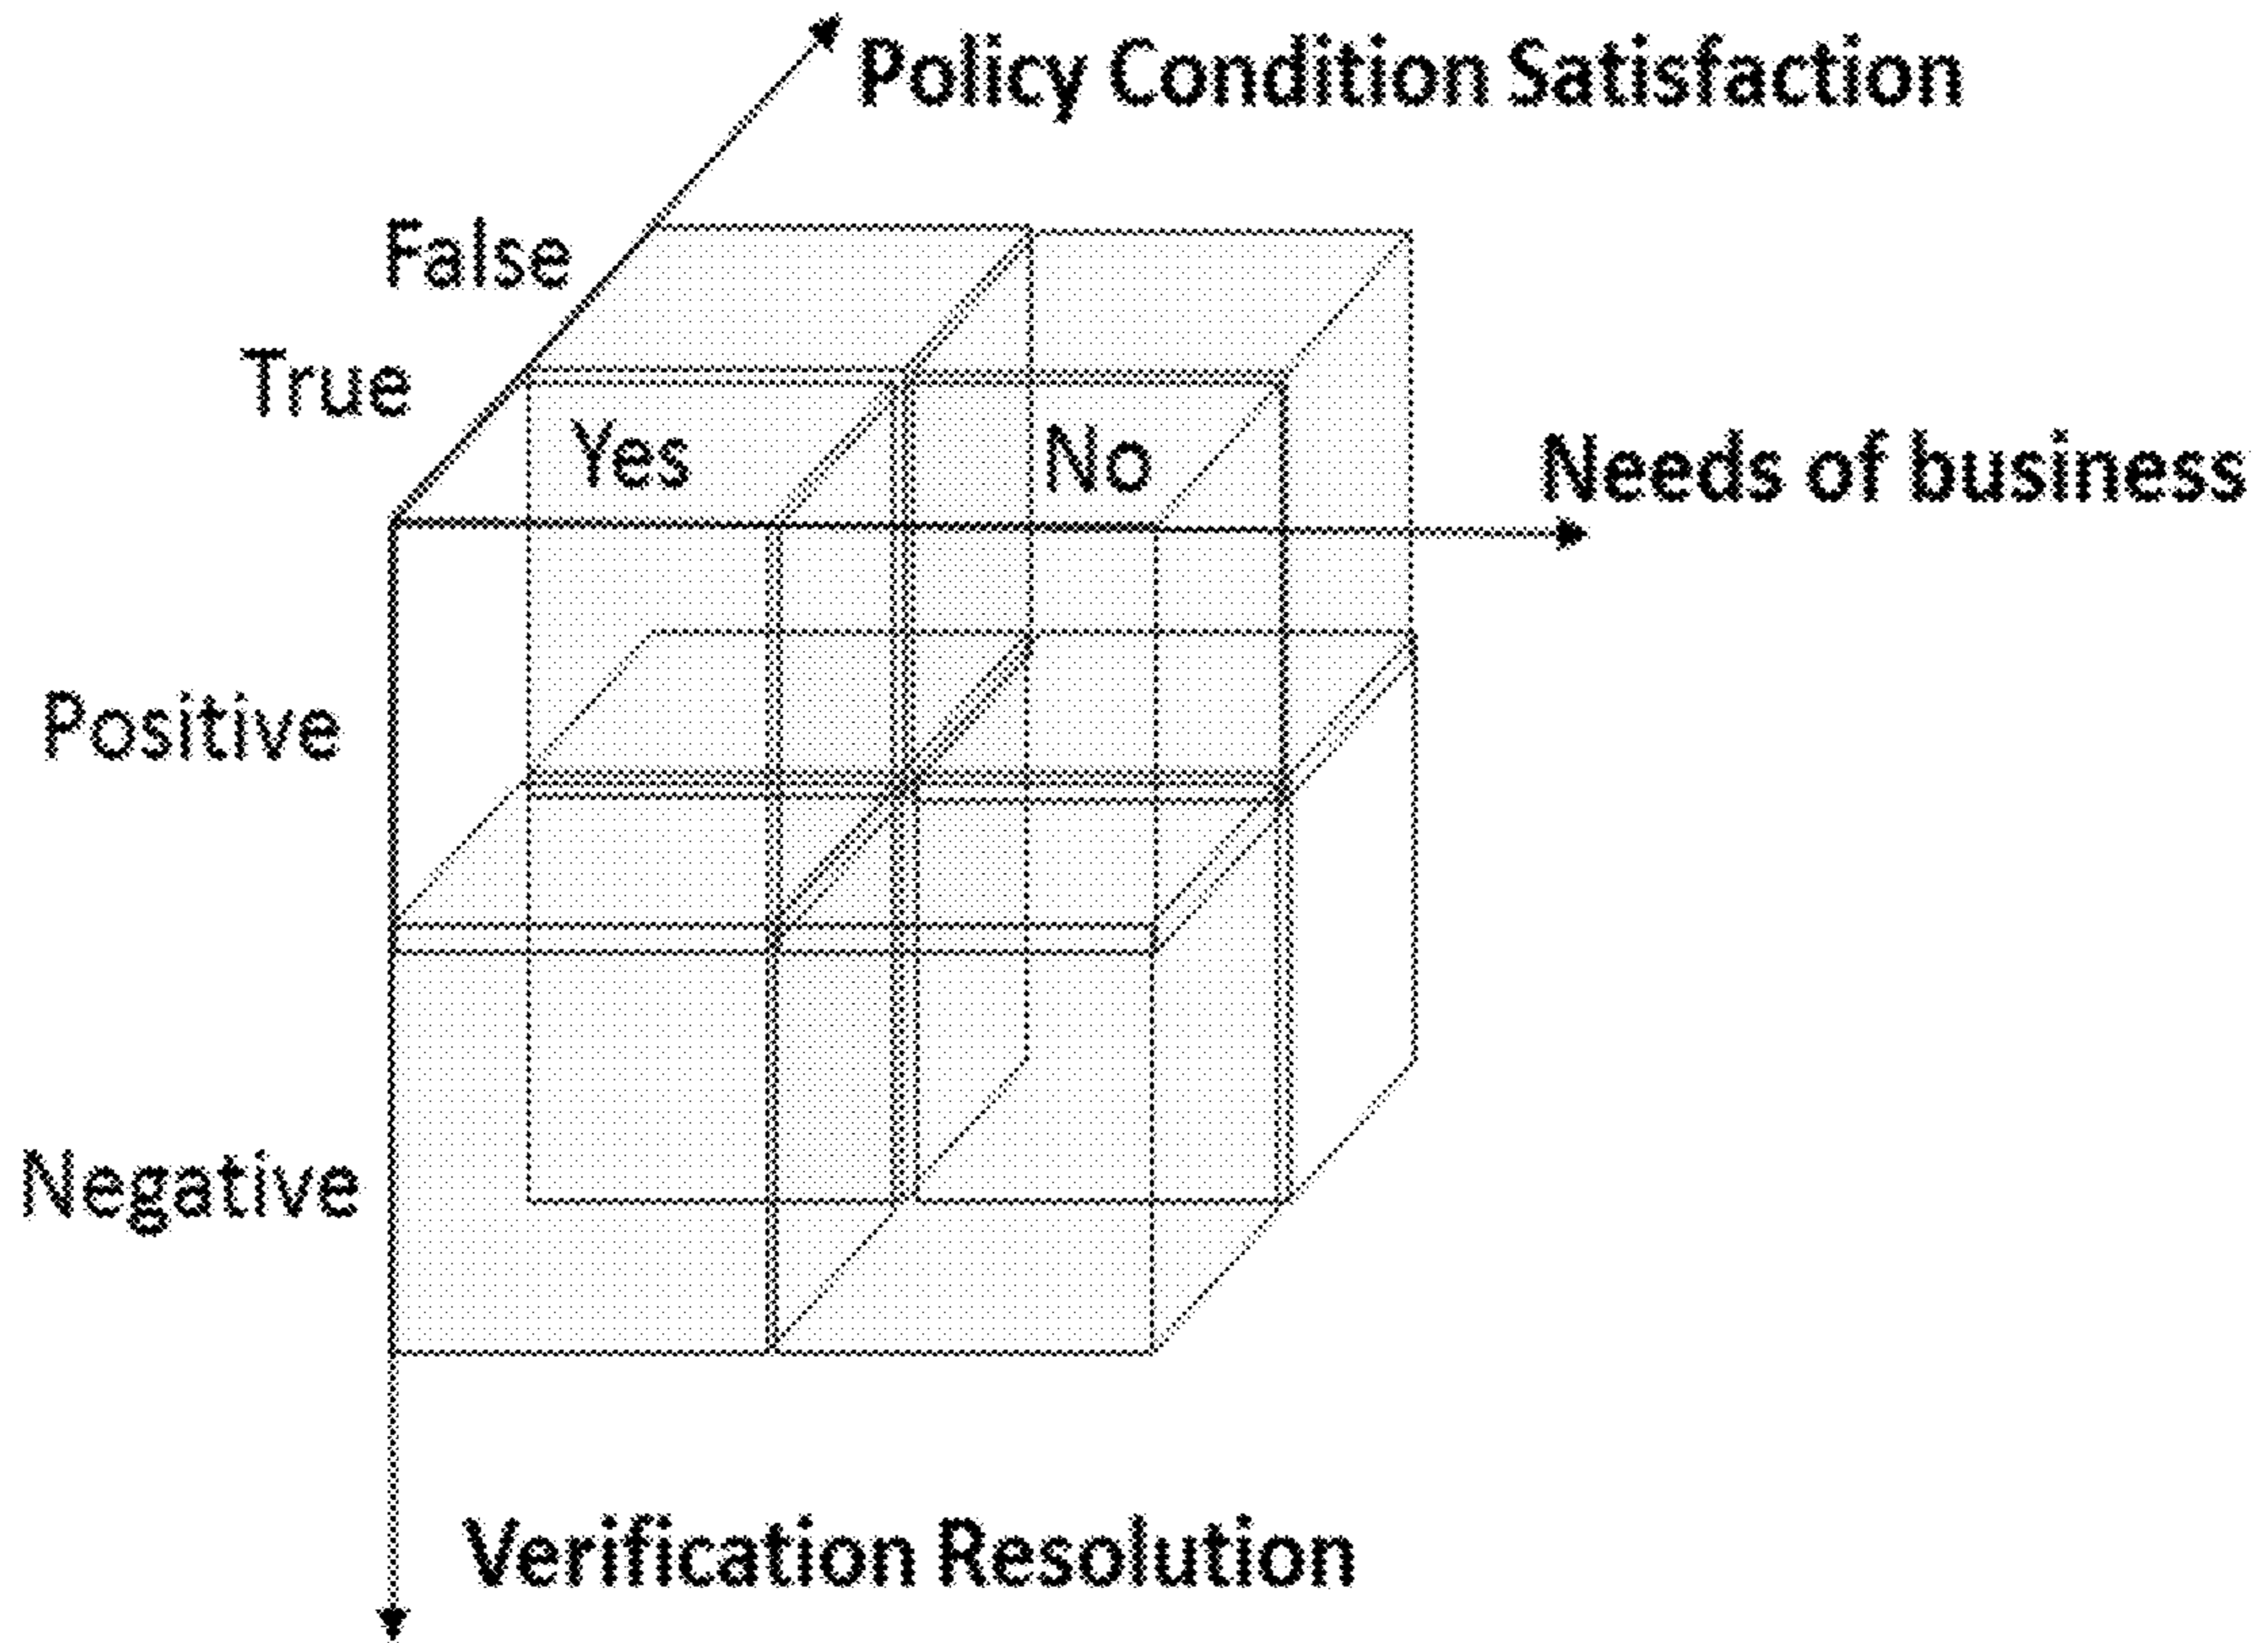 Policy Condition Satisfaction
False
True
Yes
No
Needs of business
Positive
Negative
Verification Resolution